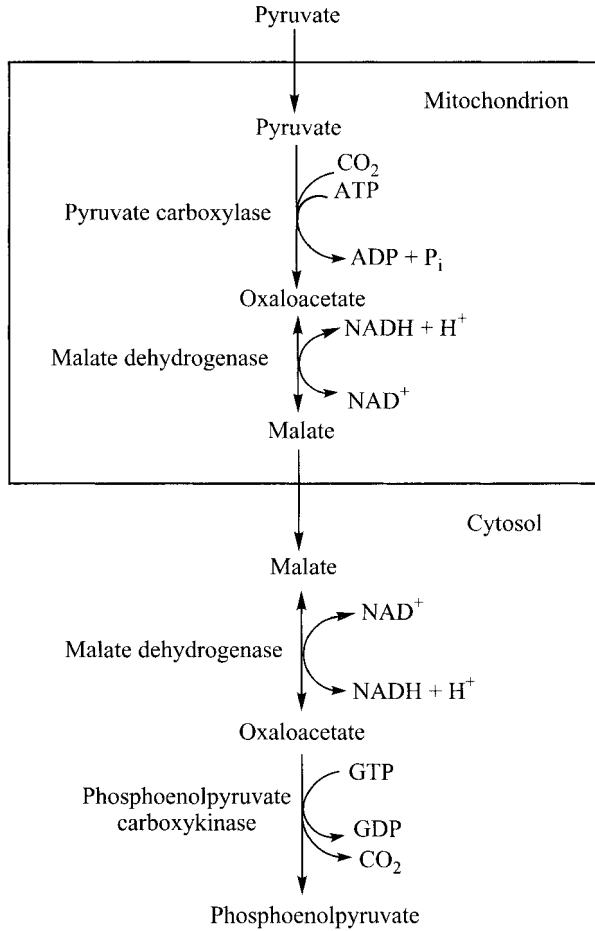 Pyruvate
Mitochondrion
Pyruvate
CO₂
ATP
Pyruvate carboxylase
ADP + Pᵢ
Oxaloacetate
NADH + H⁺
Malate dehydrogenase
NAD⁺
Malate
Cytosol
Malate
NAD⁺
Malate dehydrogenase
NADH + H⁺
Oxaloacetate
GTP
Phosphoenolpyruvate
carboxykinase
GDP
CO₂
Phosphoenolpyruvate